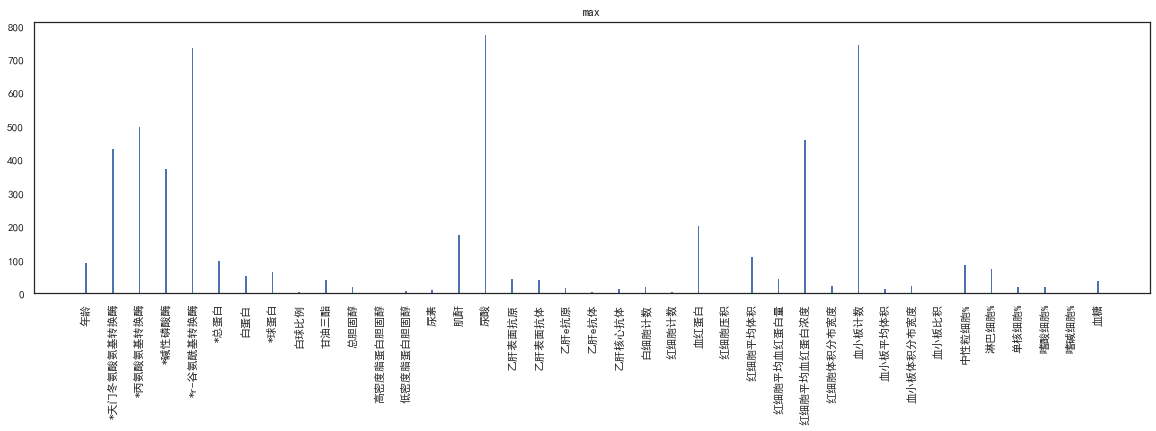 max
800
700
600
500
400
300
200
100
0
年龄
*天门冬氨酸氨基转换酶
*丙氨酸氨基转换酶
*碱性磷酸酶
*r-谷氨酰基转换酶
*总蛋白
白蛋白
*球蛋白
白球比例
甘油三酯
总胆固醇
高密度脂蛋白胆固醇
低密度脂蛋白胆固醇
尿素
肌酐
尿酸
乙肝表面抗原
乙肝表面抗体
乙肝e抗原
乙肝e抗体
乙肝核心抗体
白细胞计数
红细胞计数
血红蛋白
红细胞压积
红细胞平均体积
红细胞平均血红蛋白量
红细胞平均血红蛋白浓度
红细胞体积分布宽度
血小板计数
血小板平均体积
血小板体积分布宽度
血小板比积
中性粒细胞%
淋巴细胞%
单核细胞%
嗜酸细胞%
嗜碱细胞%
血糖